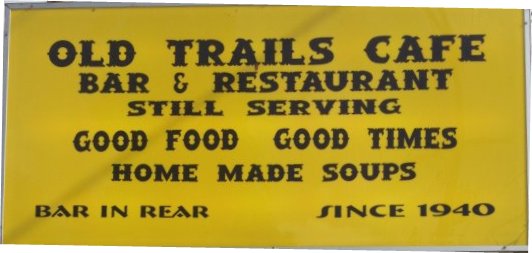 OLD TRAILS CAFE
BAR & RESTAURANT
STILL SERVING
GOOD FOOD GOOD TIMES
HOME MADE SOUPS
BAR IN REAR SINCE 1940